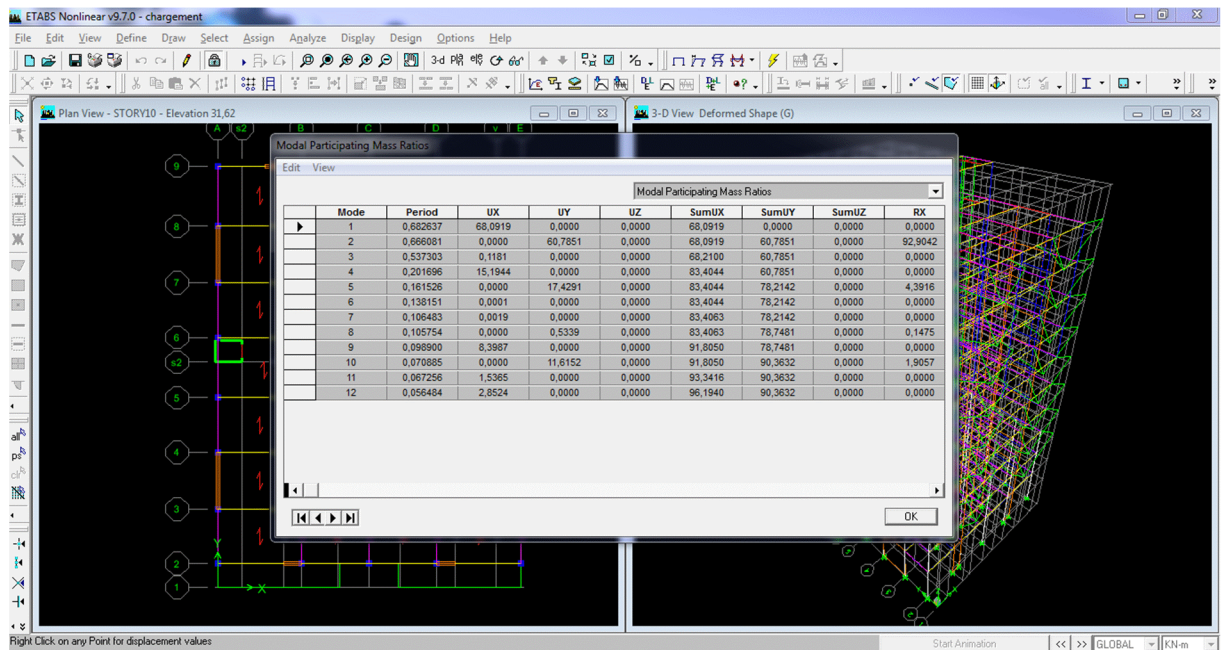 ETABS Nonlinear v9.7.0 - chargement
File Edit View Define Draw Select Assign Analyze Display Design Options Help
3-d
Plan View - STORY10 - Elevation 31,62
3-D View Deformed Shape (G)
A s2 B C D v E
Modal Participating Mass Ratios
Edit View
Modal Participating Mass Ratios
Mode Period UX UY UZ SumUX SumUY SumUZ RX
1 0,682637 68,0919 0,0000 0,0000 68,0919 0,0000 0,0000 0,0000
2 0,666081 0,0000 60,7851 0,0000 68,0919 60,7851 0,0000 92,9042
3 0,537303 0,1181 0,0000 0,0000 68,2100 60,7851 0,0000 0,0000
4 0,201696 15,1944 0,0000 0,0000 83,4044 60,7851 0,0000 0,0000
5 0,161526 0,0000 17,4291 0,0000 83,4044 78,2142 0,0000 4,3916
6 0,138151 0,0001 0,0000 0,0000 83,4044 78,2142 0,0000 0,0000
7 0,106483 0,0019 0,0000 0,0000 83,4063 78,2142 0,0000 0,0000
8 0,105754 0,0000 0,5339 0,0000 83,4063 78,7481 0,0000 0,1475
9 0,098900 8,3987 0,0000 0,0000 91,8050 78,7481 0,0000 0,0000
10 0,070885 0,0000 11,6152 0,0000 91,8050 90,3632 0,0000 1,9057
11 0,067256 1,5365 0,0000 0,0000 93,3416 90,3632 0,0000 0,0000
12 0,056484 2,8524 0,0000 0,0000 96,1940 90,3632 0,0000 0,0000
OK
9
8
7
6
s2
5
4
3
2
1
Y
X
all
ps
clr
Right Click on any Point for displacement values
Start Animation << >> GLOBAL KN-m